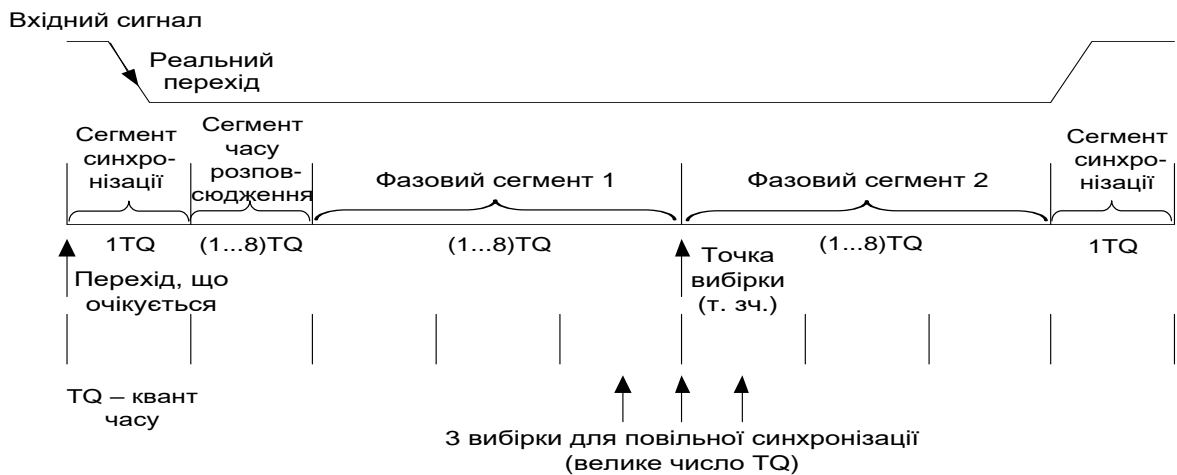 Вхідний сигнал
Реальний
перехід
Сегмент
синхро-
нізації
Сегмент
часу
розпов-
сюдження
Фазовий сегмент 1
Фазовий сегмент 2
Сегмент
синхро-
нізації
1TQ
(1...8)TQ
(1...8)TQ
(1...8)TQ
1TQ
Перехід, що
очікується
Точка
вибірки
(т. зч.)
TQ – квант
часу
3 вибірки для повільної синхронізації
(велике число TQ)